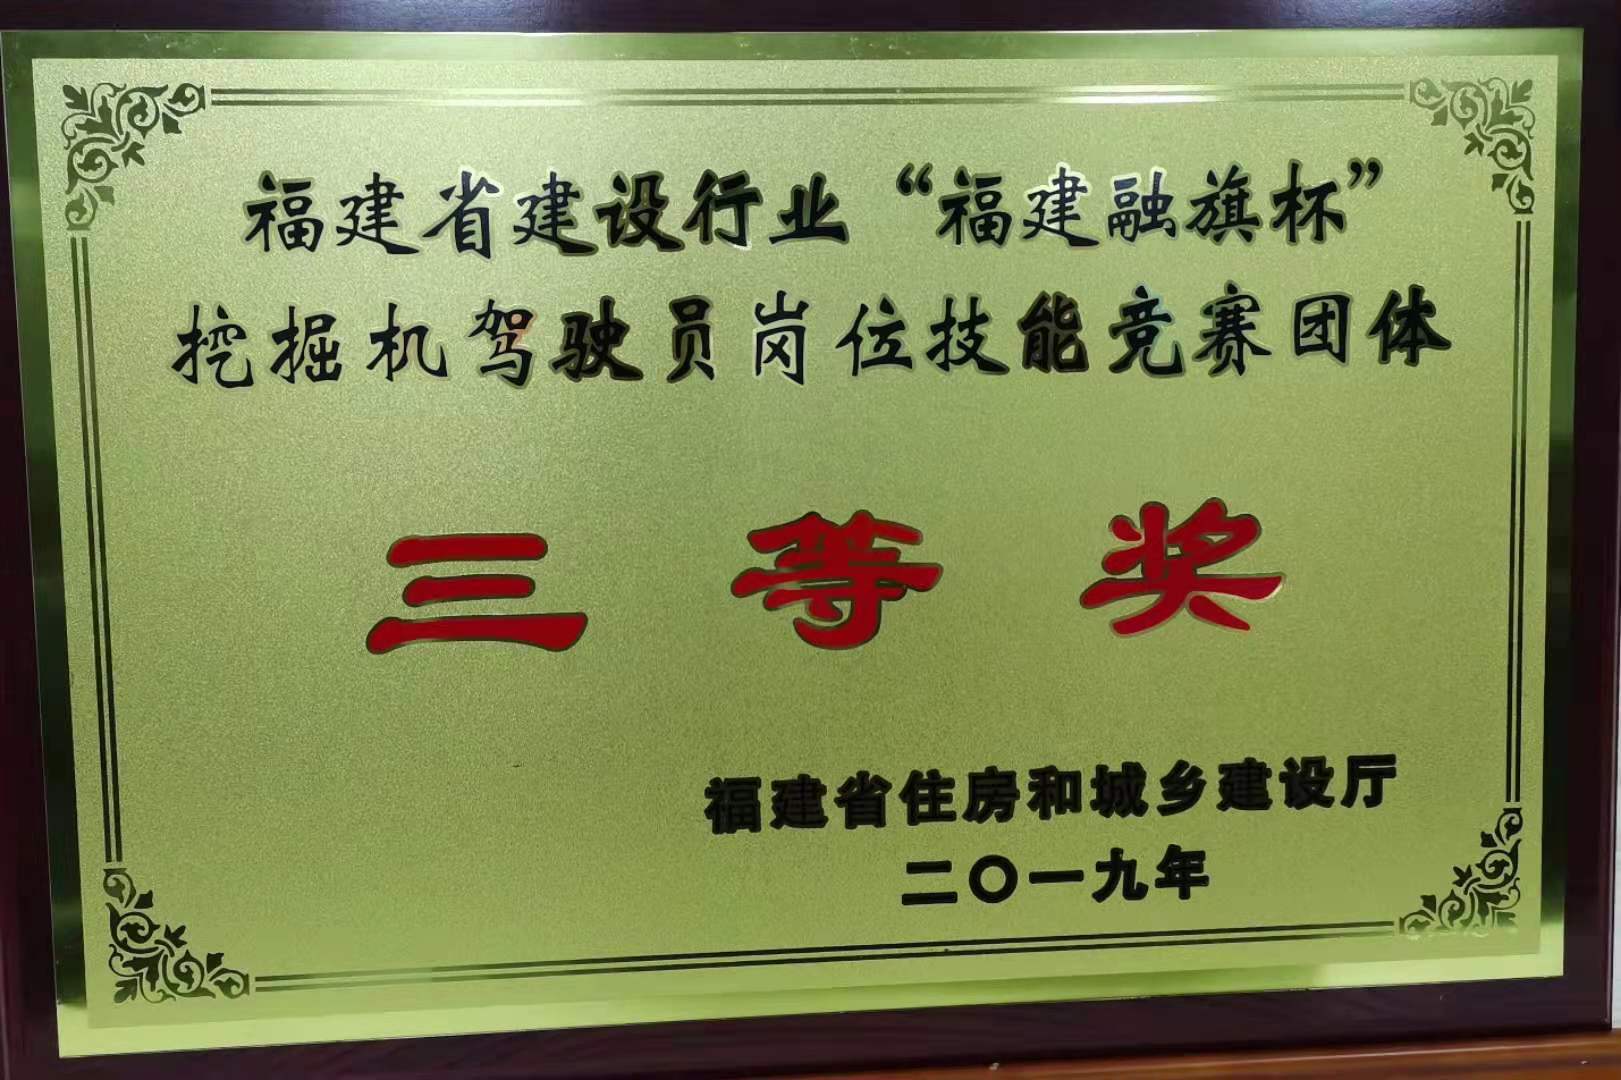 福建省建设行业“福建融旗杯”
挖掘机驾驶员岗位技能竞赛团体
三等奖
福建省住房和城乡建设厅
二〇一九年